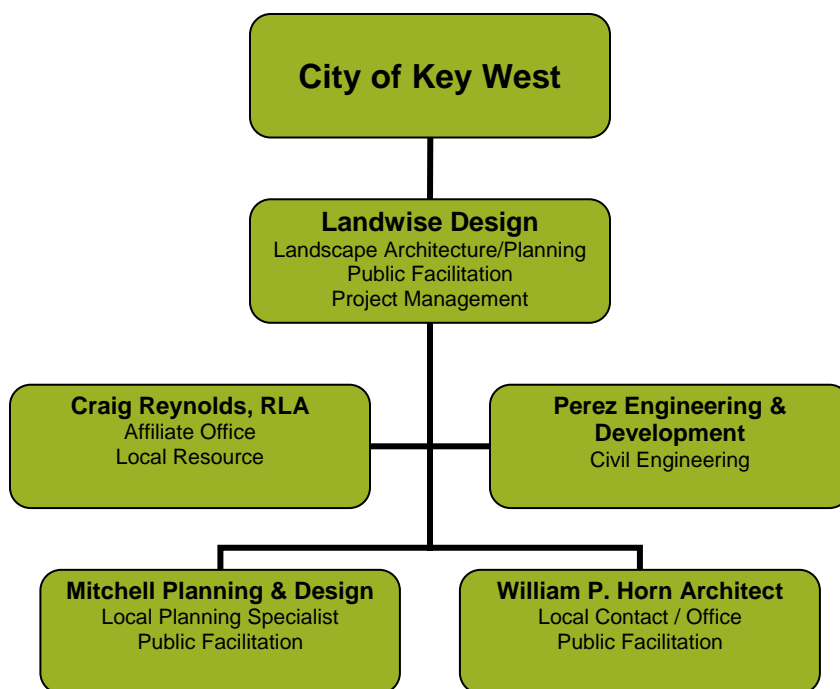 City of Key West
Landwise Design
Landscape Architecture/Planning
Public Facilitation
Project Management
Craig Reynolds, RLA
Affiliate Office
Local Resource
Perez Engineering &
Development
Civil Engineering
Mitchell Planning & Design
Local Planning Specialist
Public Facilitation
William P. Horn Architect
Local Contact / Office
Public Facilitation